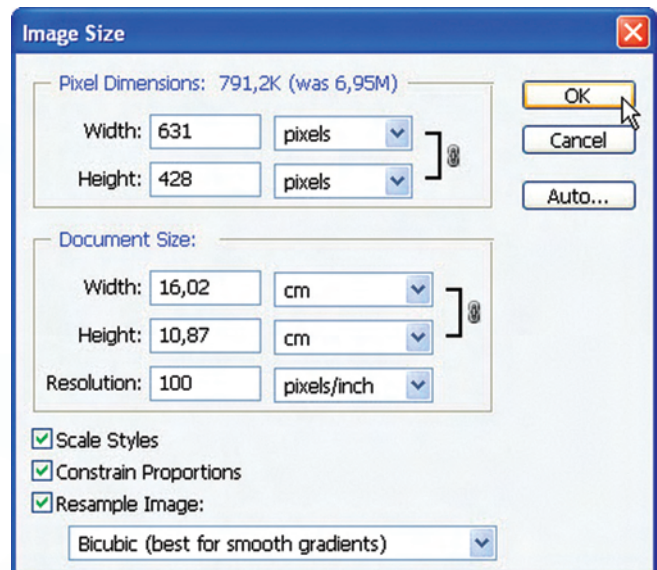 Image Size
Pixel Dimensions: 791,2K (was 6,95M)
OK
Width: 631 pixels
Cancel
Height: 428 pixels
Auto...
Document Size:
Width: 16,02 cm
Height: 10,87 cm
Resolution: 100 pixels/inch
Scale Styles
Constrain Proportions
Resample Image:
Bicubic (best for smooth gradients)